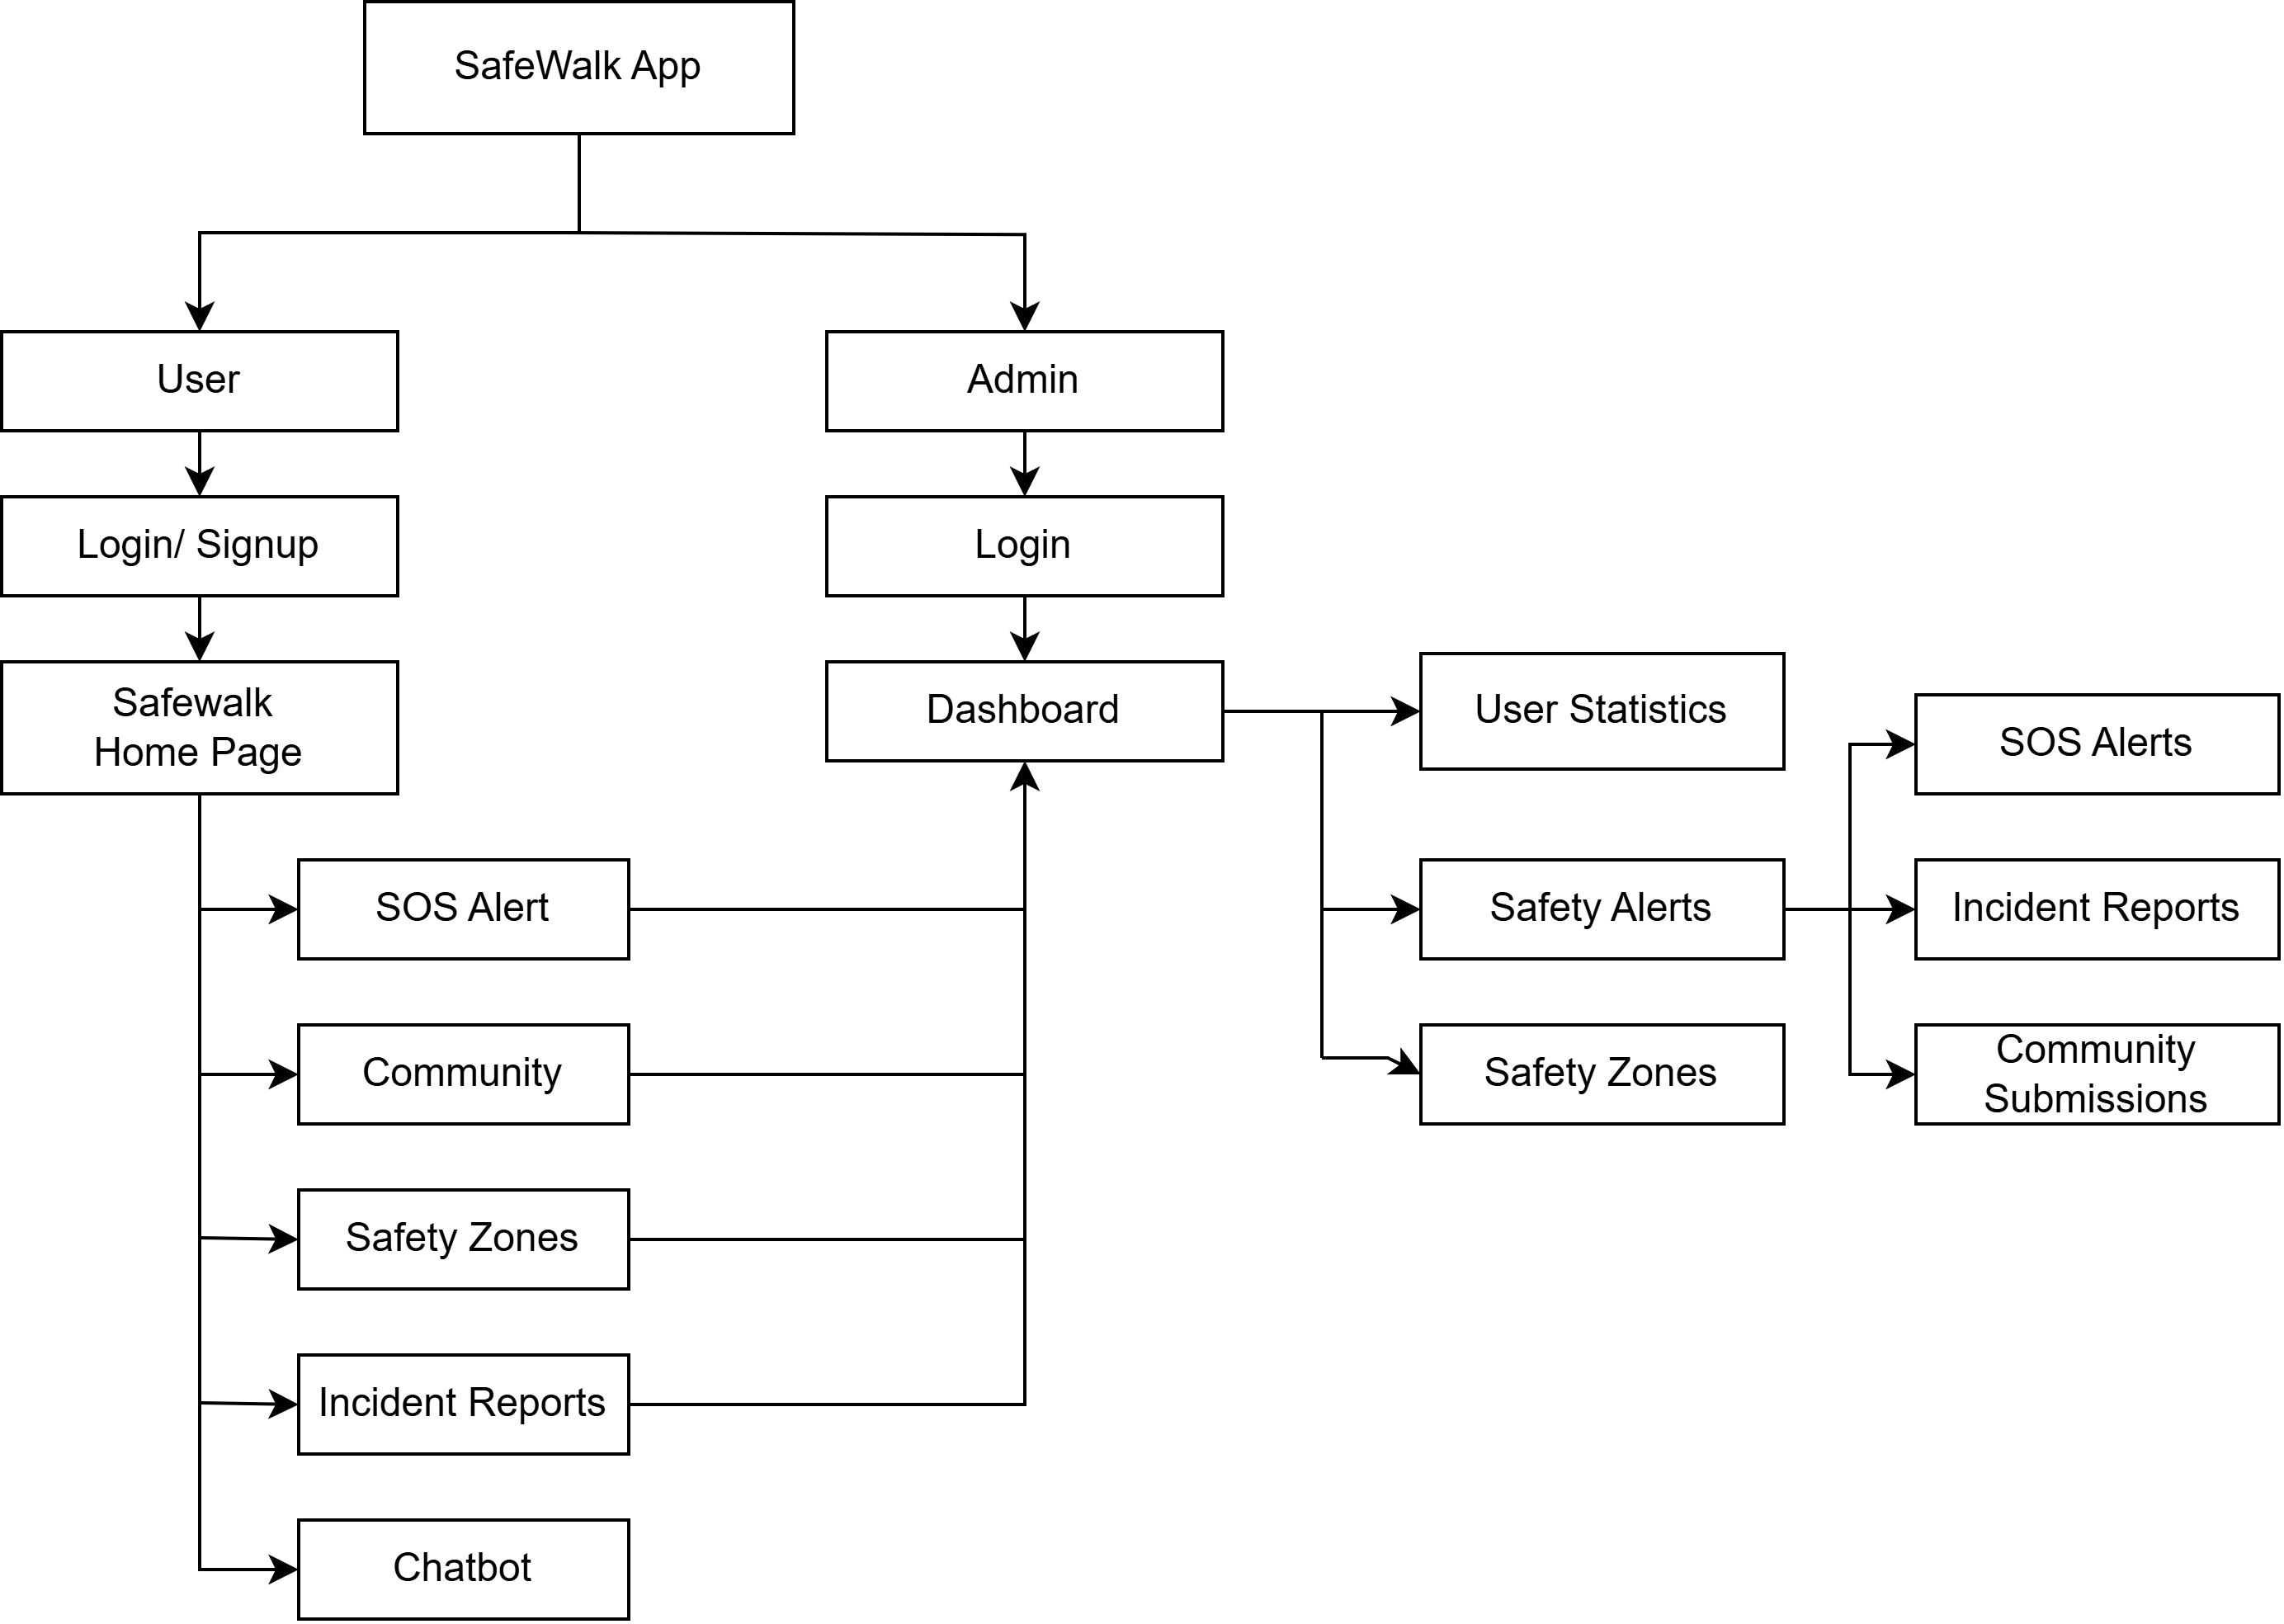 SafeWalk App
User
Admin
Login/ Signup
Login
Safewalk
Home Page
Dashboard
User Statistics
SOS Alerts
SOS Alert
Safety Alerts
Incident Reports
Community
Safety Zones
Community
Submissions
Safety Zones
Incident Reports
Chatbot